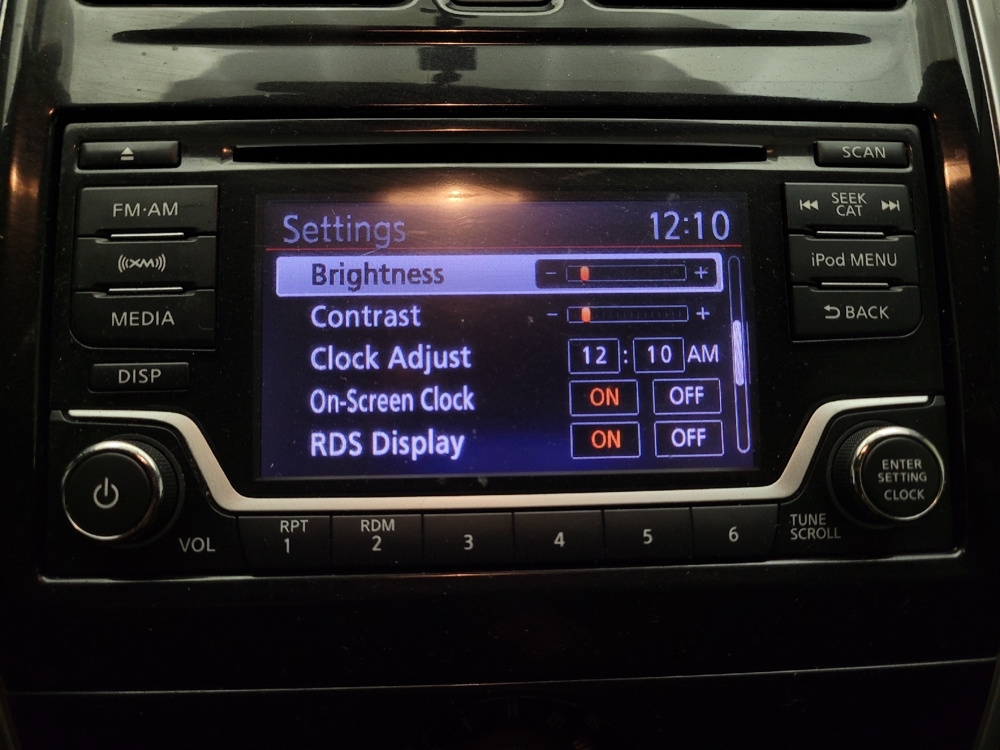 SCAN
FM·AM
SEEK
CAT
XM
iPod MENU
MEDIA
BACK
DISP
Settings 12:10
Brightness - +
Contrast - +
Clock Adjust 12 : 10 AM
On-Screen Clock ON OFF
RDS Display ON OFF
ENTER
SETTING
CLOCK
VOL
RPT
1
RDM
2
3
4
5
6
TUNE
SCROLL